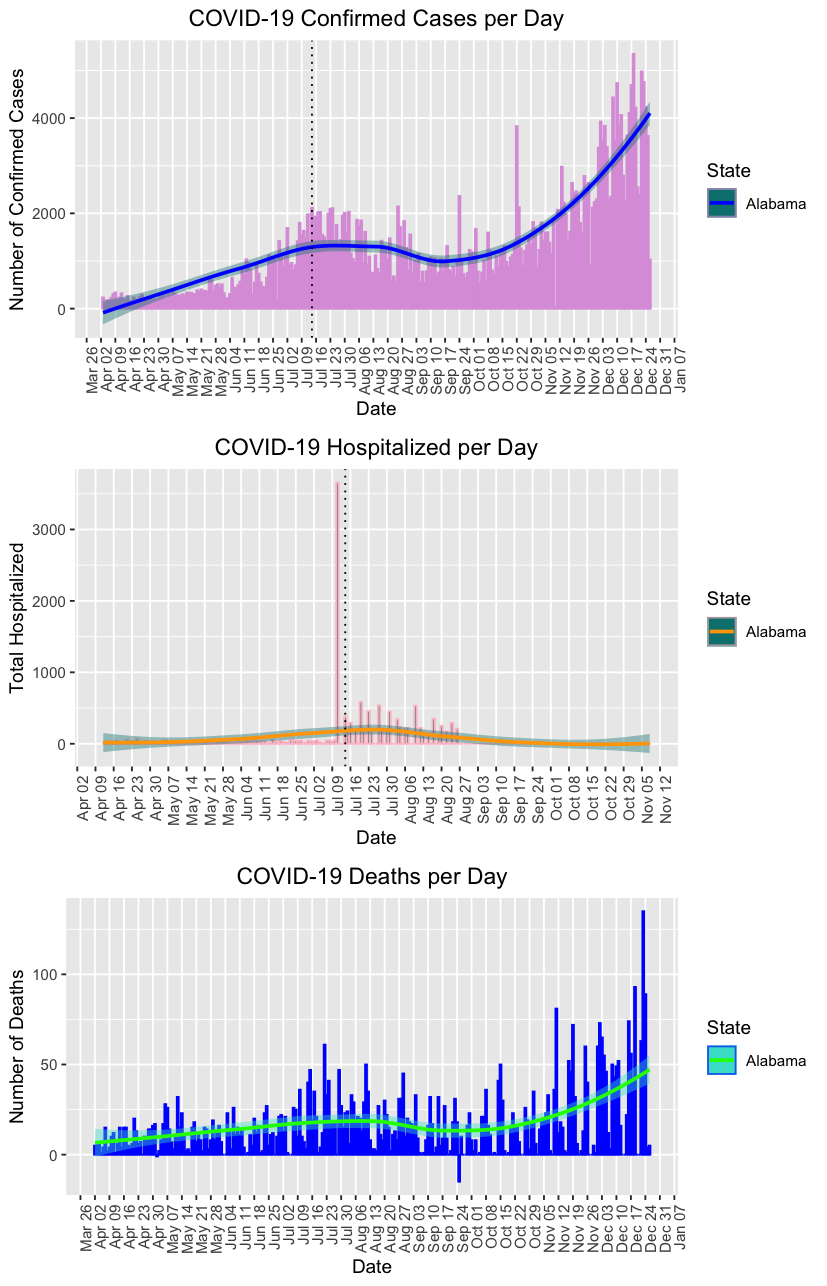 COVID-19 Confirmed Cases per Day
Number of Confirmed Cases
4000
2000
0
Mar 26
Apr 02
Apr 09
Apr 16
Apr 23
Apr 30
May 07
May 14
May 21
May 28
Jun 04
Jun 11
Jun 18
Jun 25
Jul 02
Jul 09
Jul 16
Jul 23
Jul 30
Aug 06
Aug 13
Aug 20
Aug 27
Sep 03
Sep 10
Sep 17
Sep 24
Oct 01
Oct 08
Oct 15
Oct 22
Oct 29
Nov 05
Nov 12
Nov 19
Nov 26
Dec 03
Dec 10
Dec 17
Dec 24
Dec 31
Jan 07
Date
State
Alabama
COVID-19 Hospitalized per Day
Total Hospitalized
3000
2000
1000
0
Apr 02
Apr 09
Apr 16
Apr 23
Apr 30
May 07
May 14
May 21
May 28
Jun 04
Jun 11
Jun 18
Jun 25
Jul 02
Jul 09
Jul 16
Jul 23
Jul 30
Aug 06
Aug 13
Aug 20
Aug 27
Sep 03
Sep 10
Sep 17
Sep 24
Oct 01
Oct 08
Oct 15
Oct 22
Oct 29
Nov 05
Nov 12
Date
State
Alabama
COVID-19 Deaths per Day
Number of Deaths
100
50
0
Mar 26
Apr 02
Apr 09
Apr 16
Apr 23
Apr 30
May 07
May 14
May 21
May 28
Jun 04
Jun 11
Jun 18
Jun 25
Jul 02
Jul 09
Jul 16
Jul 23
Jul 30
Aug 06
Aug 13
Aug 20
Aug 27
Sep 03
Sep 10
Sep 17
Sep 24
Oct 01
Oct 08
Oct 15
Oct 22
Oct 29
Nov 05
Nov 12
Nov 19
Nov 26
Dec 03
Dec 10
Dec 17
Dec 24
Dec 31
Jan 07
Date
State
Alabama